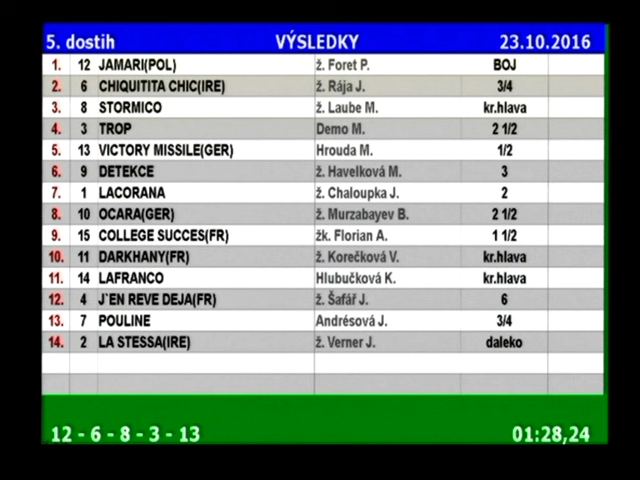 5. dostih VÝSLEDKY 23.10.2016
1. 12 JAMARI(POL) ž. Foret P. BOJ
2. 6 CHIQUITITA CHIC(IRE) ž. Rája J. 3/4
3. 8 STORMICO ž. Laube M. kr.hlava
4. 3 TROP Demo M. 2 1/2
5. 13 VICTORY MISSILE(GER) Hrouda M. 1/2
6. 9 DETEKCE ž. Havelková M. 3
7. 1 LACORANA ž. Chaloupka J. 2
8. 10 OCARA(GER) ž. Murzabayev B. 2 1/2
9. 15 COLLEGE SUCCES(FR) žk. Florian A. 1 1/2
10. 11 DARKHANY(FR) ž. Korečková V. kr.hlava
11. 14 LAFRANCO Hlubučková K. kr.hlava
12. 4 J`EN REVE DEJA(FR) ž. Šafář J. 6
13. 7 POULINE Andrésová J. 3/4
14. 2 LA STESSA(IRE) ž. Verner J. daleko
12 - 6 - 8 - 3 - 13 01:28,24